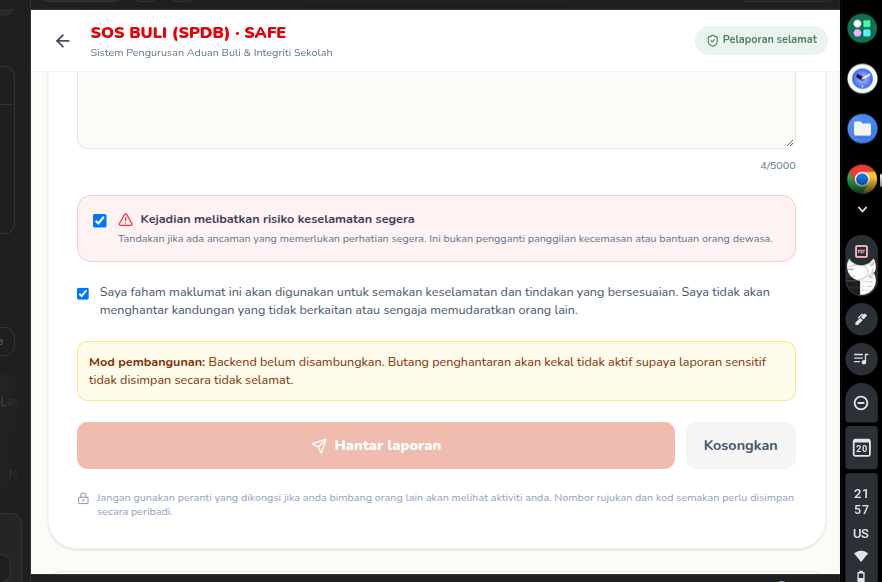 SOS BULI (SPDB) · SAFE
Sistem Pengurusan Aduan Buli & Integriti Sekolah
Pelaporan selamat
4/5000
Kejadian melibatkan risiko keselamatan segera
Tandakan jika ada ancaman yang memerlukan perhatian segera. Ini bukan pengganti panggilan kecemasan atau bantuan orang dewasa.
Saya faham maklumat ini akan digunakan untuk semakan keselamatan dan tindakan yang bersesuaian. Saya tidak akan
menghantar kandungan yang tidak berkaitan atau sengaja memudaratkan orang lain.
Mod pembangunan: Backend belum disambungkan. Butang penghantaran akan kekal tidak aktif supaya laporan sensitif
tidak disimpan secara tidak selamat.
Hantar laporan
Kosongkan
Jangan gunakan peranti yang dikongsi jika anda bimbang orang lain akan melihat aktiviti anda. Nombor rujukan dan kod semakan perlu disimpan
secara peribadi.
PDF
20
21
57
US